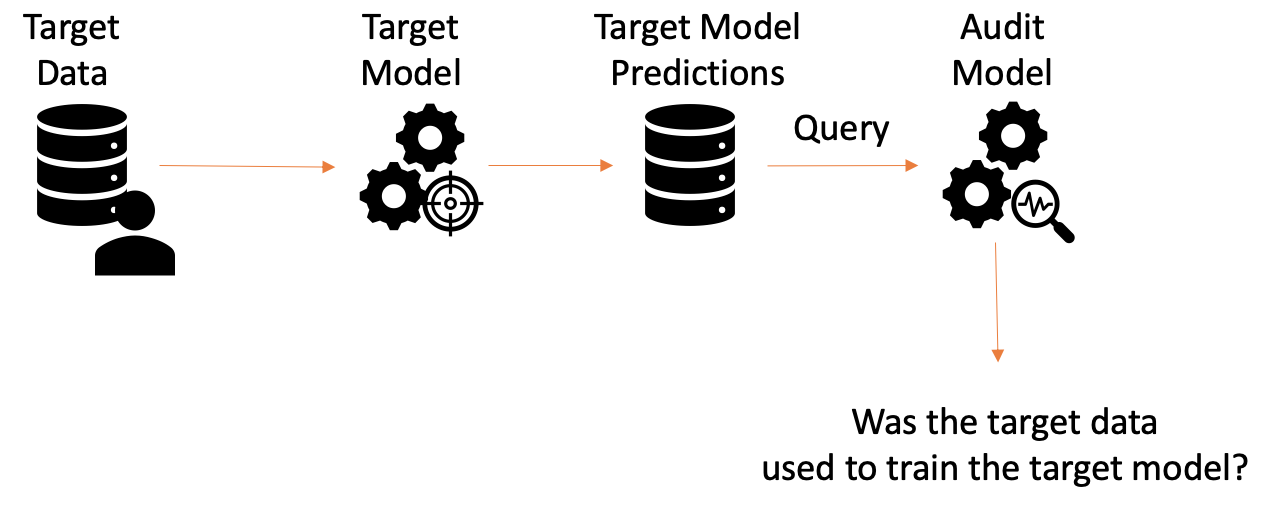 Target
Data
Target
Model
Target Model
Predictions
Query
Audit
Model
Was the target data
used to train the target model?